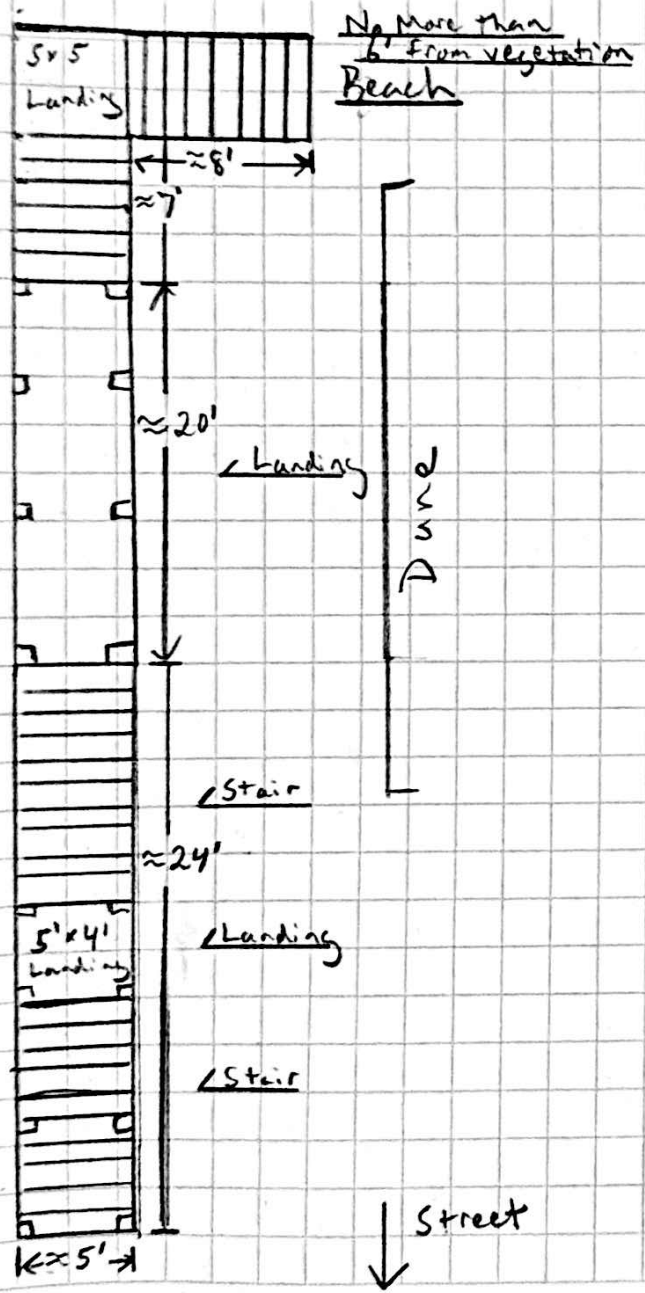 No More than
6' from vegetation
Beach
5x5
Landing
≈8'
≈7'
≈20'
Landing
Dune
Stair
≈24'
Landing
5'x4'
Landing
Stair
Street
≈5'